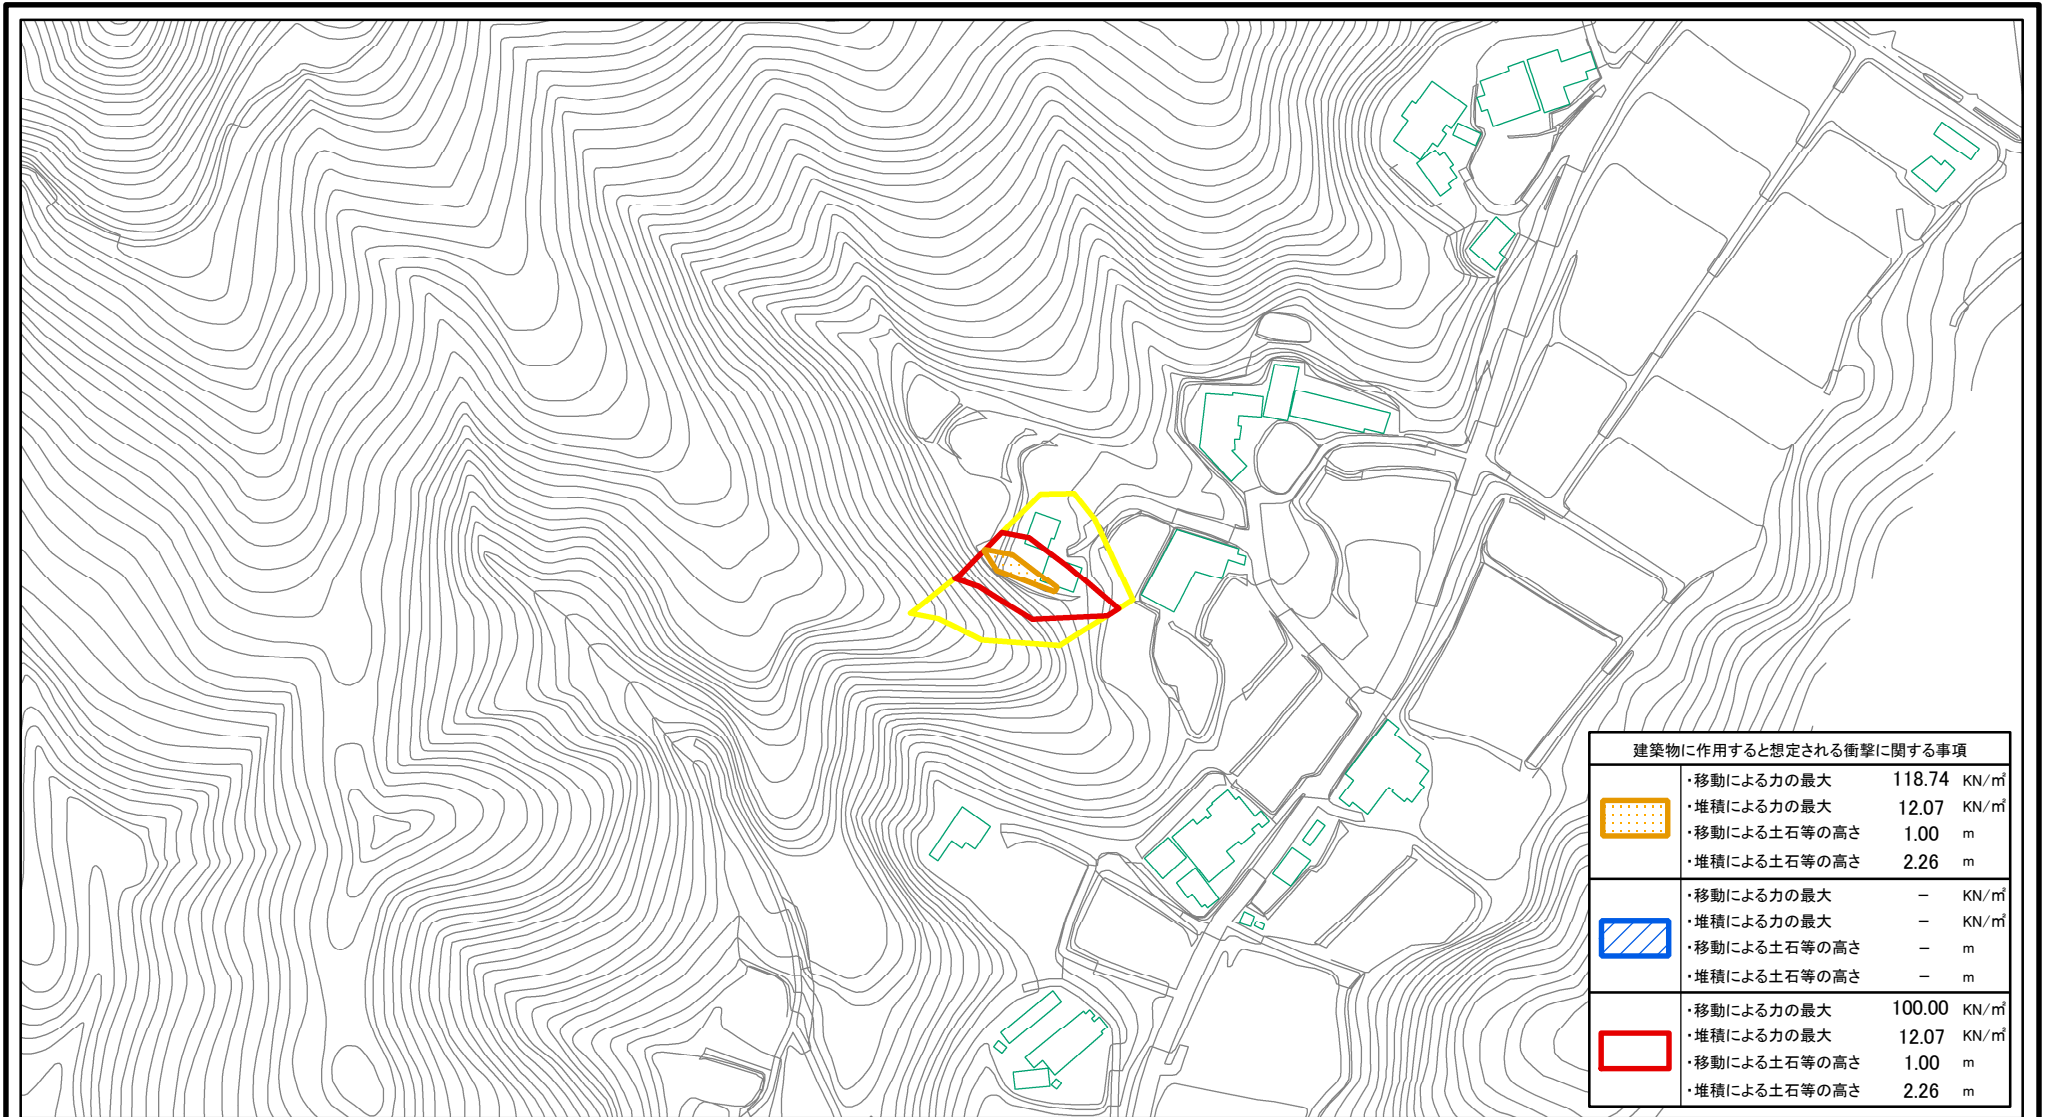 建築物に作用すると想定される衝撃に関する事項
・移動による力の最大 118.74 KN/㎡
・堆積による力の最大 12.07 KN/㎡
・移動による土石等の高さ 1.00 m
・堆積による土石等の高さ 2.26 m
・移動による力の最大 − KN/㎡
・堆積による力の最大 − KN/㎡
・移動による土石等の高さ − m
・堆積による土石等の高さ − m
・移動による力の最大 100.00 KN/㎡
・堆積による力の最大 12.07 KN/㎡
・移動による土石等の高さ 1.00 m
・堆積による土石等の高さ 2.26 m